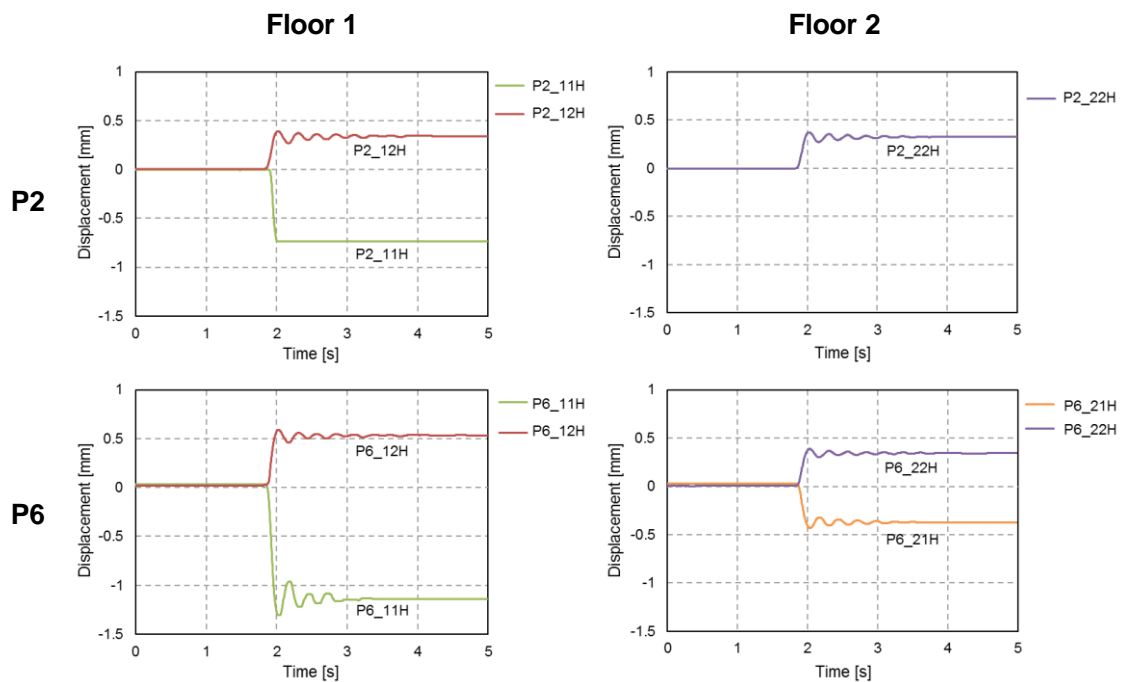 Floor 1
Floor 2
P2
Displacement [mm]
1
0.5
0
-0.5
-1
-1.5
0 1 2 3 4 5
Time [s]
P2_11H
P2_12H
P2_12H
P2_11H
Displacement [mm]
1
0.5
0
-0.5
-1
-1.5
0 1 2 3 4 5
Time [s]
P2_22H
P2_22H
P6
Displacement [mm]
1
0.5
0
-0.5
-1
-1.5
0 1 2 3 4 5
Time [s]
P6_11H
P6_12H
P6_12H
P6_11H
Displacement [mm]
1
0.5
0
-0.5
-1
-1.5
0 1 2 3 4 5
Time [s]
P6_21H
P6_22H
P6_22H
P6_21H